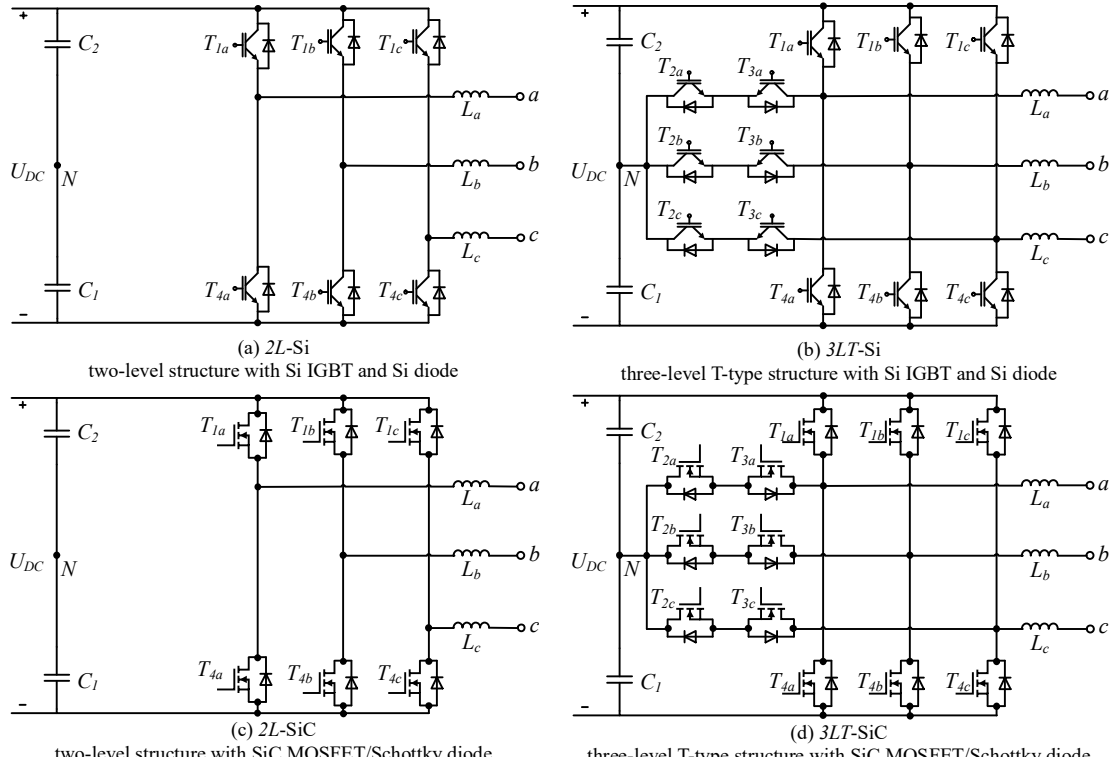 +
C2
T1a
T1b
T1c
a
La
UDC
N
b
Lb
c
Lc
C1
T4a
T4b
T4c
−
(a) 2L-Si
two-level structure with Si IGBT and Si diode
+
C2
T1a
T1b
T1c
T2a
T3a
a
La
T2b
T3b
UDC
N
b
Lb
T2c
T3c
c
Lc
C1
T4a
T4b
T4c
−
(b) 3LT-Si
three-level T-type structure with Si IGBT and Si diode
+
C2
T1a
T1b
T1c
a
La
UDC
N
b
Lb
c
Lc
C1
T4a
T4b
T4c
−
(c) 2L-SiC
two-level structure with SiC MOSFET/Schottky diode
+
C2
T1a
T1b
T1c
T2a
T3a
a
La
T2b
T3b
UDC
N
b
Lb
T2c
T3c
c
Lc
C1
T4a
T4b
T4c
−
(d) 3LT-SiC
three-level T-type structure with SiC MOSFET/Schottky diode